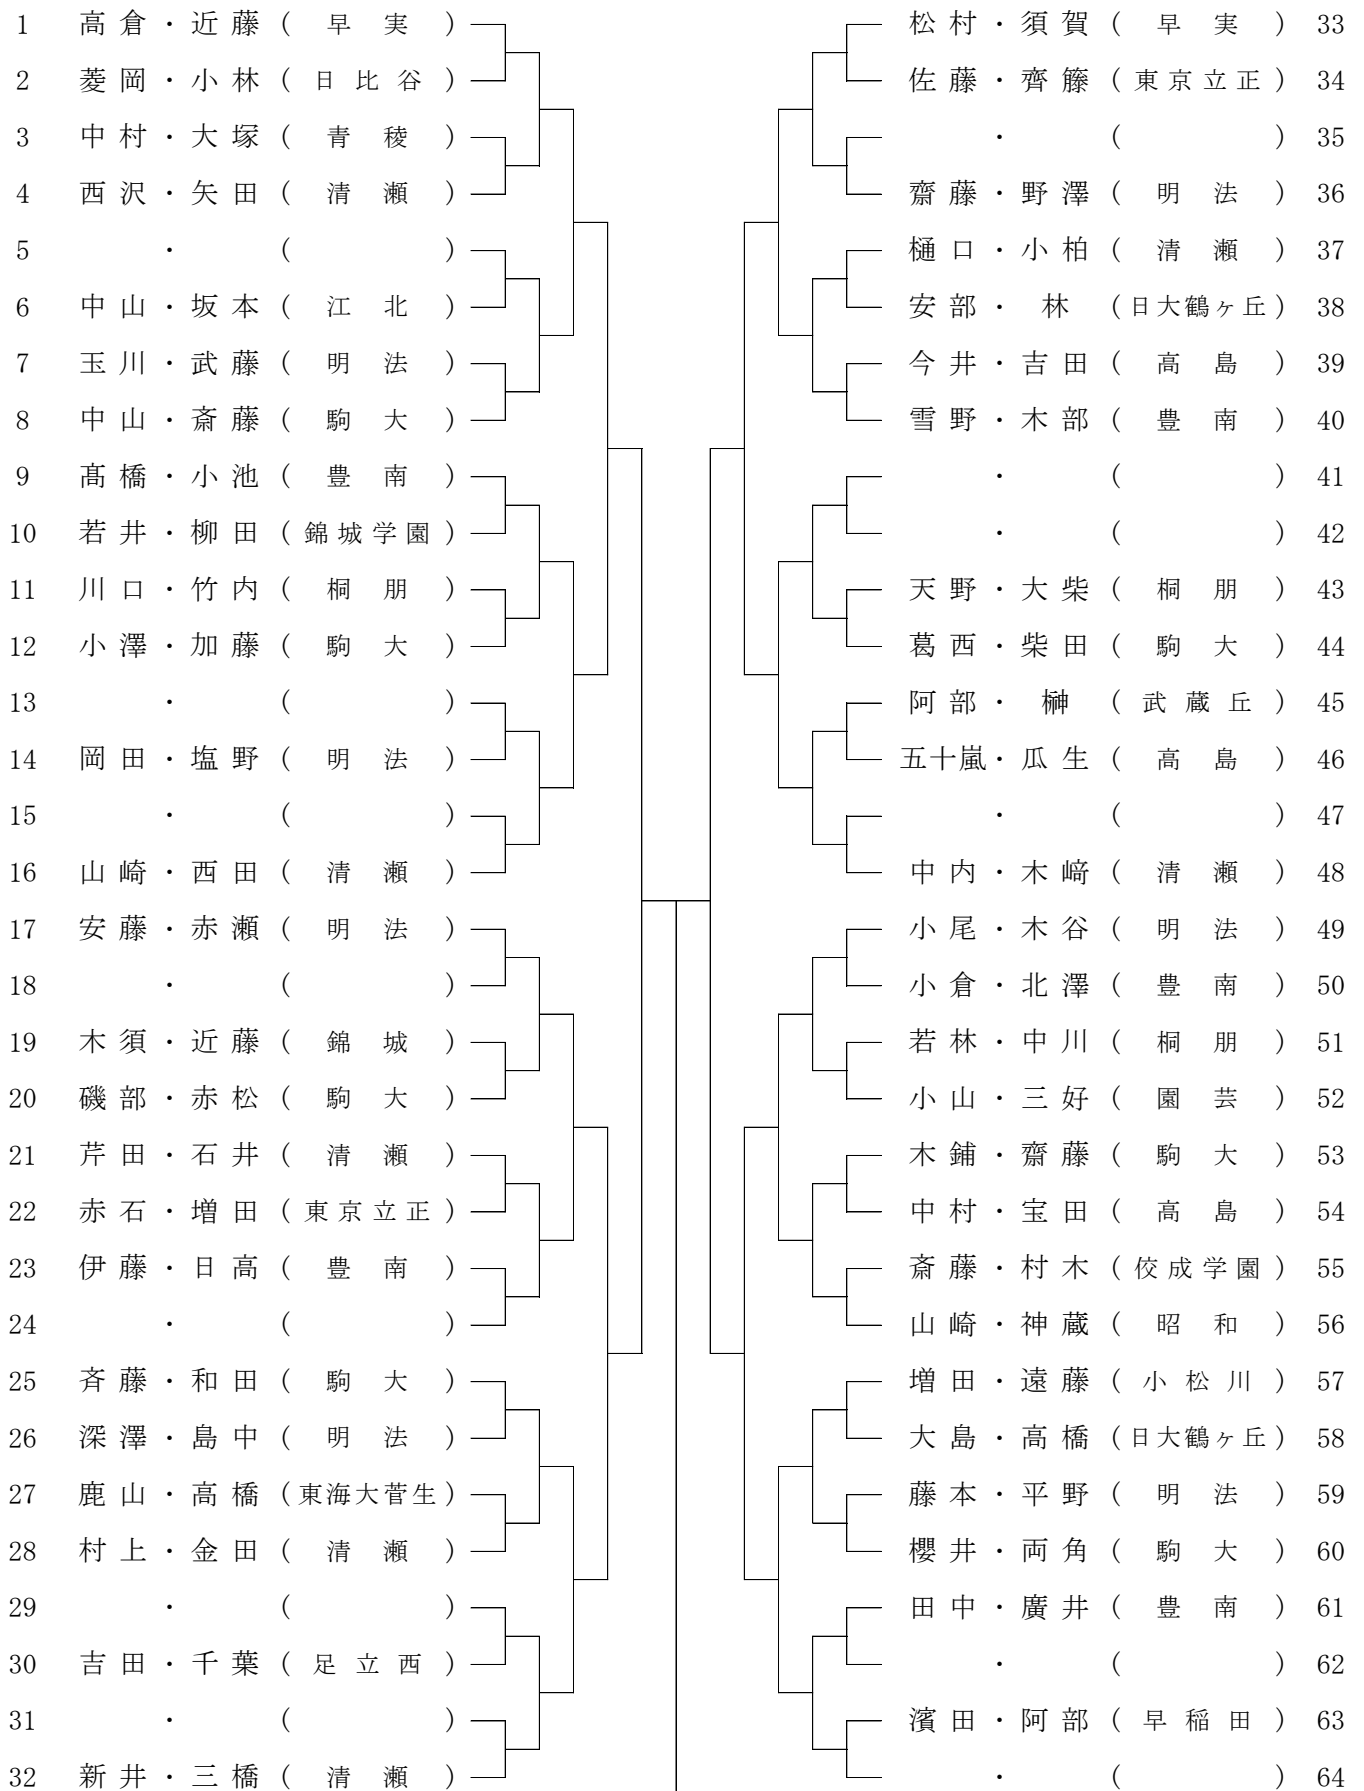 1 高倉・近藤（早実）
2 菱岡・小林（日比谷）
3 中村・大塚（青稜）
4 西沢・矢田（清瀬）
5 ・（ ）
6 中山・坂本（江北）
7 玉川・武藤（明法）
8 中山・斎藤（駒大）
9 髙橋・小池（豊南）
10 若井・柳田（錦城学園）
11 川口・竹内（桐朋）
12 小澤・加藤（駒大）
13 ・（ ）
14 岡田・塩野（明法）
15 ・（ ）
16 山崎・西田（清瀬）
17 安藤・赤瀬（明法）
18 ・（ ）
19 木須・近藤（錦城）
20 磯部・赤松（駒大）
21 芹田・石井（清瀬）
22 赤石・増田（東京立正）
23 伊藤・日高（豊南）
24 ・（ ）
25 斉藤・和田（駒大）
26 深澤・島中（明法）
27 鹿山・高橋（東海大菅生）
28 村上・金田（清瀬）
29 ・（ ）
30 吉田・千葉（足立西）
31 ・（ ）
32 新井・三橋（清瀬）
松村・須賀（早実）33
佐藤・齊籐（東京立正）34
・（ ）35
齋藤・野澤（明法）36
樋口・小柏（清瀬）37
安部・林（日大鶴ヶ丘）38
今井・吉田（高島）39
雪野・木部（豊南）40
・（ ）41
・（ ）42
天野・大柴（桐朋）43
葛西・柴田（駒大）44
阿部・榊（武蔵丘）45
五十嵐・瓜生（高島）46
・（ ）47
中内・木﨑（清瀬）48
小尾・木谷（明法）49
小倉・北澤（豊南）50
若林・中川（桐朋）51
小山・三好（園芸）52
木鋪・齋藤（駒大）53
中村・宝田（高島）54
斎藤・村木（佼成学園）55
山崎・神蔵（昭和）56
増田・遠藤（小松川）57
大島・高橋（日大鶴ヶ丘）58
藤本・平野（明法）59
櫻井・両角（駒大）60
田中・廣井（豊南）61
・（ ）62
濱田・阿部（早稲田）63
・（ ）64